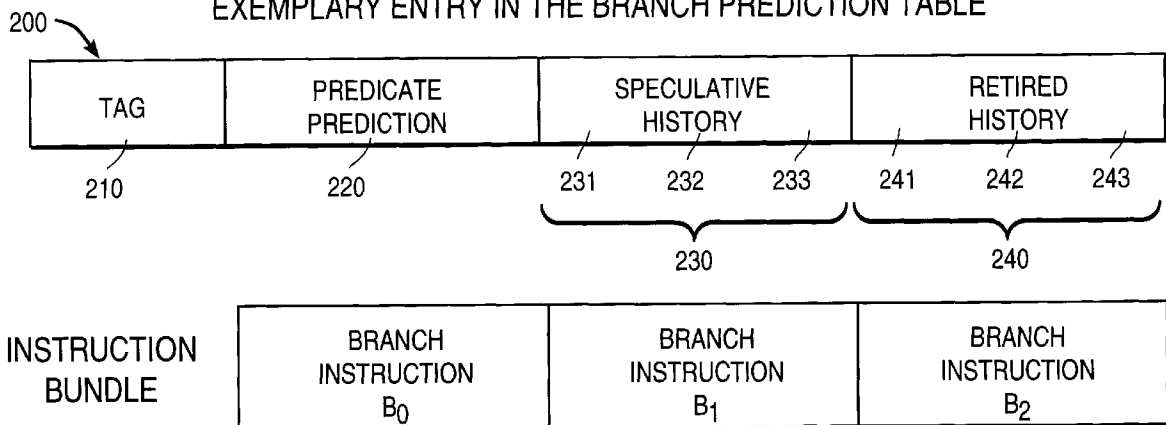 EXEMPLARY ENTRY IN THE BRANCH PREDICTION TABLE
200
TAG
PREDICATE
PREDICTION
SPECULATIVE
HISTORY
RETIRED
HISTORY
210
220
231
232
233
241
242
243
230
240
INSTRUCTION
BUNDLE
BRANCH
INSTRUCTION
B0
BRANCH
INSTRUCTION
B1
BRANCH
INSTRUCTION
B2